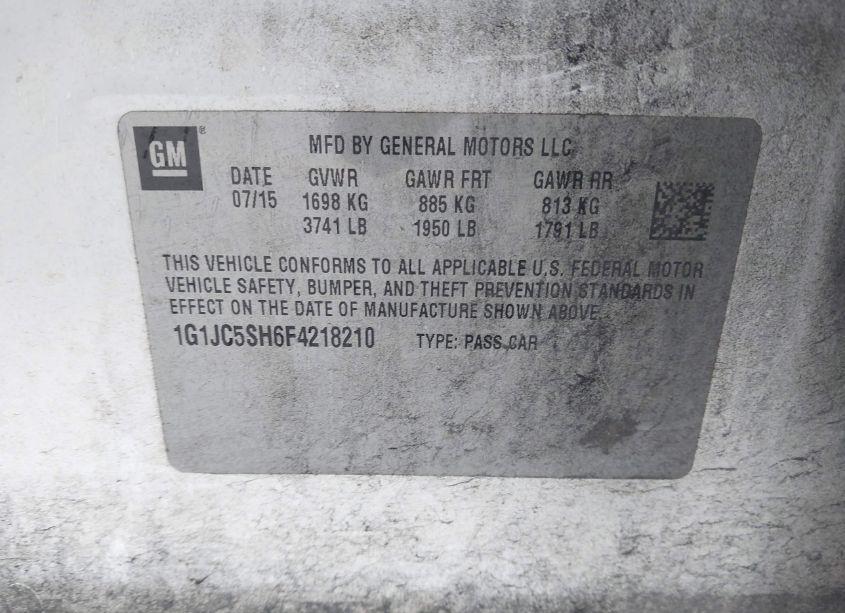 GM®
MFD BY GENERAL MOTORS LLC
DATE GVWR GAWR FRT GAWR RR
07/15 1698 KG 885 KG 813 KG
3741 LB 1950 LB 1791 LB
THIS VEHICLE CONFORMS TO ALL APPLICABLE U.S. FEDERAL MOTOR
VEHICLE SAFETY, BUMPER, AND THEFT PREVENTION STANDARDS IN
EFFECT ON THE DATE OF MANUFACTURE SHOWN ABOVE.
1G1JC5SH6F4218210 TYPE: PASS.CAR